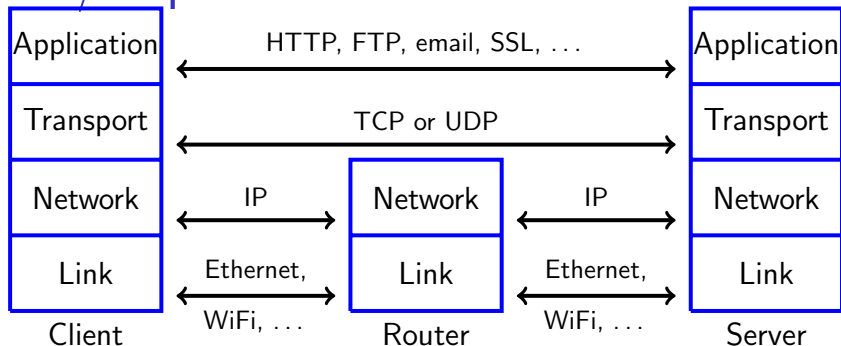 Application HTTP, FTP, email, SSL, ... Application
Transport TCP or UDP Transport
Network IP Network IP Network
Link Ethernet, Link Ethernet, Link
WiFi, ... WiFi, ...
Client Router Server